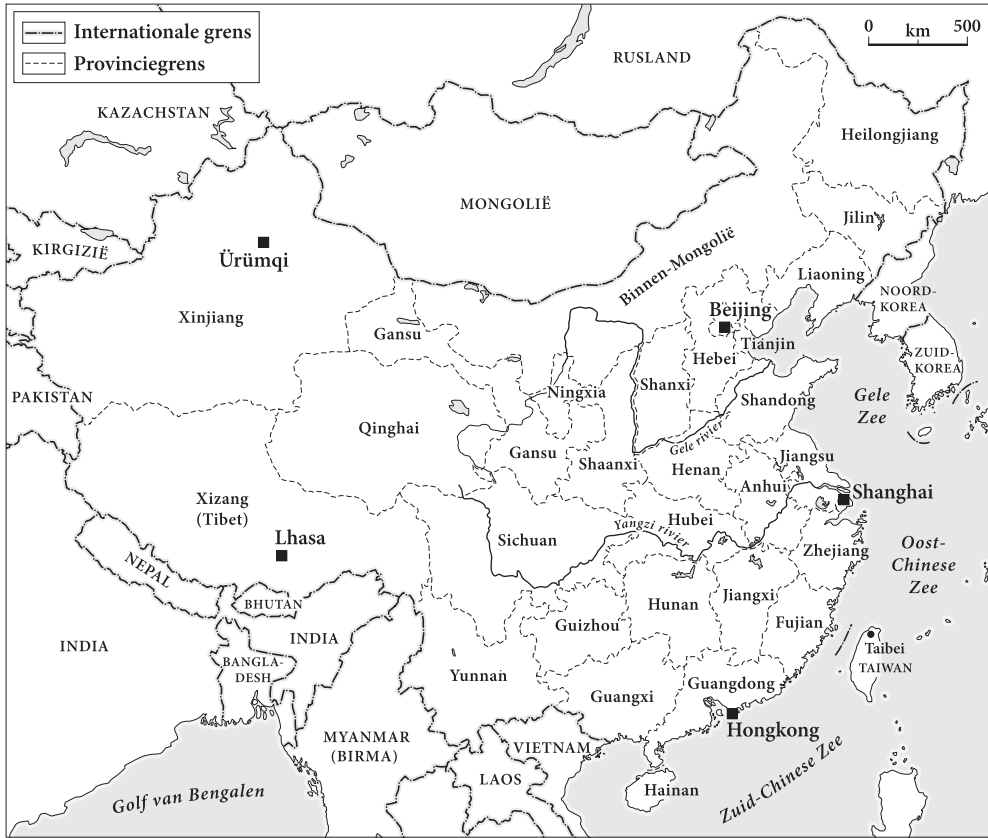 Internationale grens
Provinciegrens
0 500
km
RUSLAND
KAZACHSTAN
Heilongjiang
MONGOLIË
Jilin
KIRGIZIË
Ürümqi
Binnen-Mongolië
Liaoning
NOORD-
KOREA
Xinjiang
Gansu
Beijing
Tianjin
Hebei
ZUID-
KOREA
PAKISTAN
Ningxia
Shanxi
Shandong
Gele
Zee
Qinghai
Gele rivier
Gansu
Shaanxi
Henan
Jiangsu
Anhui
Shanghai
Xizang
(Tibet)
Lhasa
Sichuan
Yangzi rivier
Hubei
Zhejiang
Oost-
Chinese
Zee
NEPAL
BHUTAN
INDIA
INDIA
Hunan
Jiangxi
Guizhou
Fujian
Taibei
TAIWAN
BANGLA-
DESH
Yunnan
Guangxi
Guangdong
Hongkong
MYANMAR
(BIRMA)
VIETNAM
LAOS
Hainan
Golf van Bengalen
Zuid-Chinese Zee